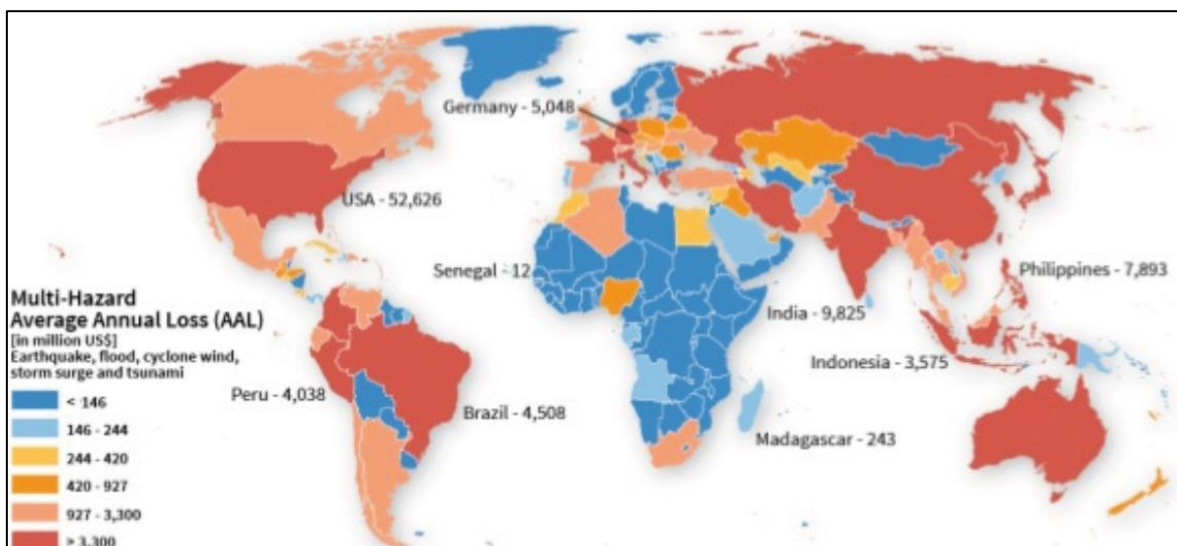 Germany - 5,048
USA - 52,626
Senegal - 12
Philippines - 7,893
India - 9,825
Indonesia - 3,575
Peru - 4,038
Brazil - 4,508
Madagascar - 243
Multi-Hazard
Average Annual Loss (AAL)
[in million US$]
Earthquake, flood, cyclone wind,
storm surge and tsunami
< 146
146 - 244
244 - 420
420 - 927
927 - 3,300
> 3,300